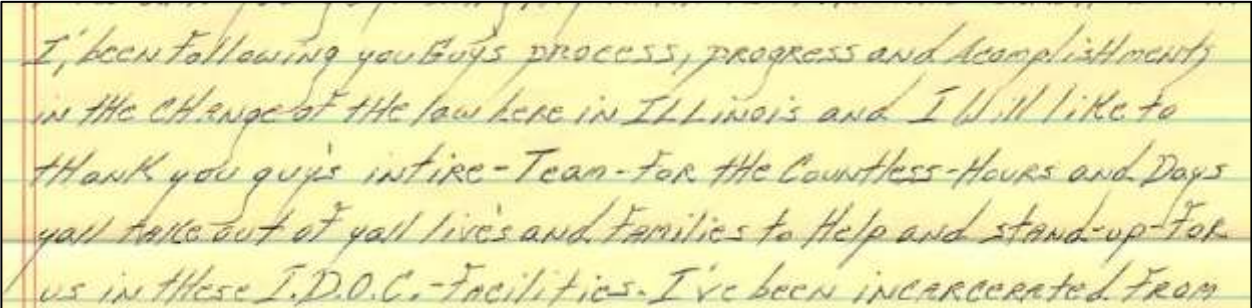 I,'been Following you Guys process, progress and Acomplishments
in the CHange of the law here in ILLinois and I Will like to
tHank you guy's intire-Team-For tHe Countless-Hours and Days
yall take out of yall live's and Families to Help and stand-up-For
us in these I.D.O.C.-Facilities. I've been incarcerated From